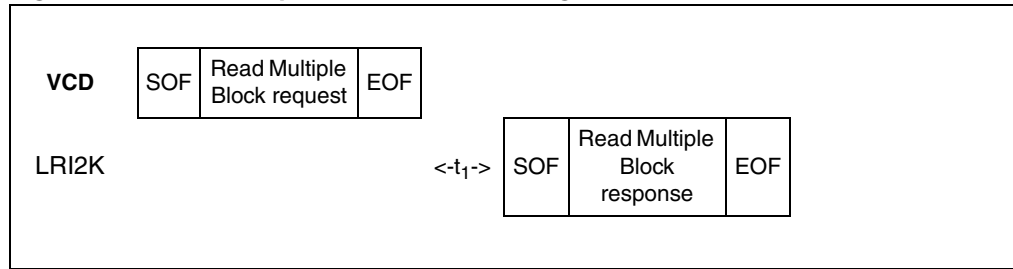 VCD
SOF
Read Multiple
Block request
EOF
LRI2K
<-t₁->
SOF
Read Multiple
Block
response
EOF